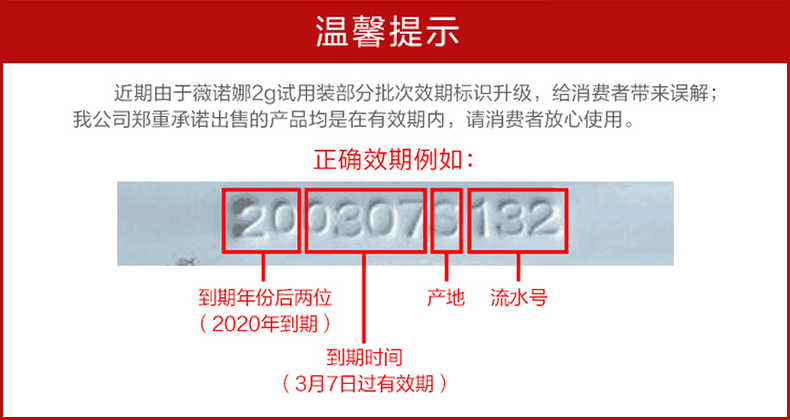 温馨提示
近期由于薇诺娜2g试用装部分批次效期标识升级，给消费者带来误解；
我公司郑重承诺出售的产品均是在有效期内，请消费者放心使用。
正确效期例如：
200307S132
到期年份后两位 产地 流水号
（2020年到期）
到期时间
（3月7日过有效期）